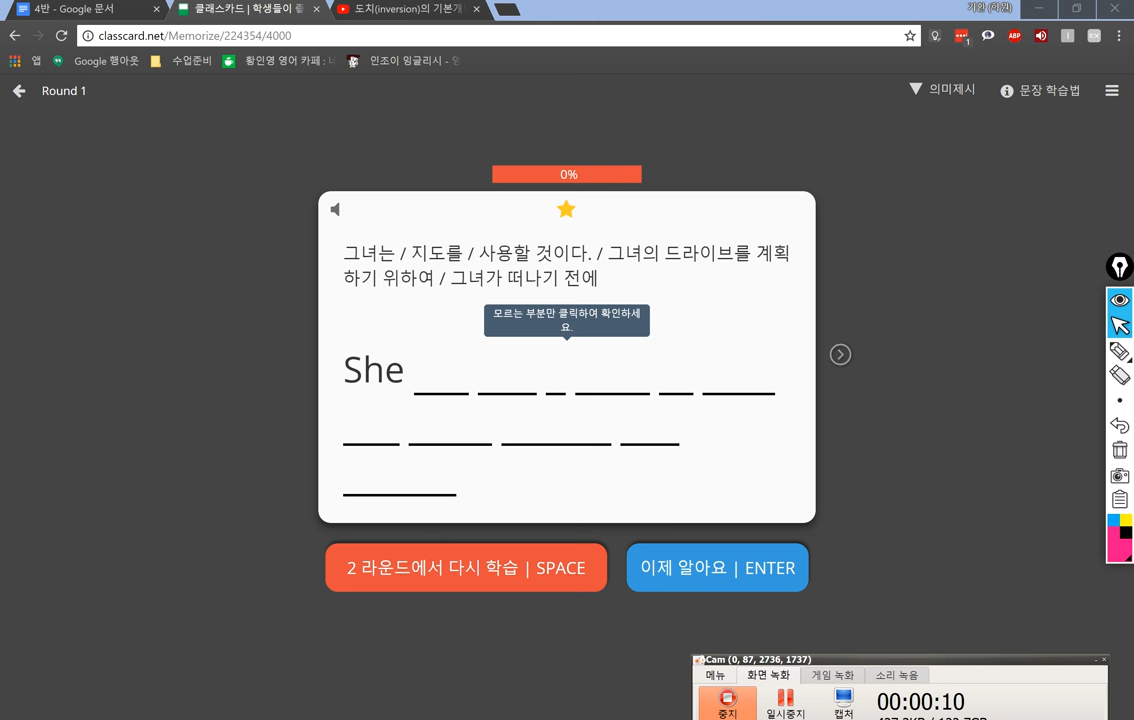 4반 - Google 문서
클래스카드 | 학생들이 좋
도치(inversion)의 기본개
기한 (학원)
classcard.net/Memorize/224354/4000
1
ABP
앱
Google 행아웃
수업준비
황인영 영어 카페 : 네
인조이 잉글리시 - 영
Round 1
의미제시
문장 학습법
0%
그녀는 / 지도를 / 사용할 것이다. / 그녀의 드라이브를 계획
하기 위하여 / 그녀가 떠나기 전에
모르는 부분만 클릭하여 확인하세
요.
She
2 라운드에서 다시 학습 | SPACE
이제 알아요 | ENTER
oCam (0, 87, 2736, 1737)
메뉴
화면 녹화
게임 녹화
소리 녹음
중지
일시중지
캡처
00:00:10